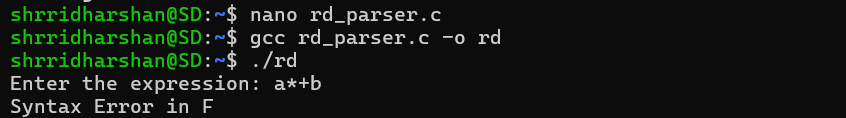 shrridharshan@SD:~$ nano rd_parser.c
shrridharshan@SD:~$ gcc rd_parser.c -o rd
shrridharshan@SD:~$ ./rd
Enter the expression: a*+b
Syntax Error in F